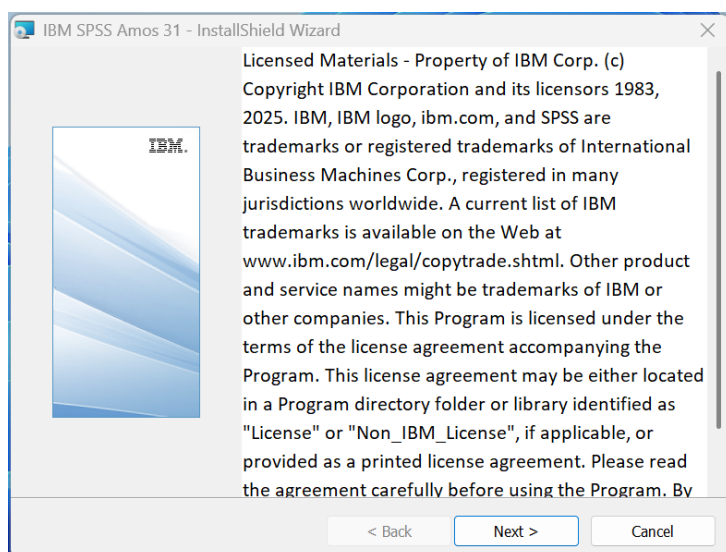 IBM SPSS Amos 31 - InstallShield Wizard
IBM.
Licensed Materials - Property of IBM Corp. (c)
Copyright IBM Corporation and its licensors 1983,
2025. IBM, IBM logo, ibm.com, and SPSS are
trademarks or registered trademarks of International
Business Machines Corp., registered in many
jurisdictions worldwide. A current list of IBM
trademarks is available on the Web at
www.ibm.com/legal/copytrade.shtml. Other product
and service names might be trademarks of IBM or
other companies. This Program is licensed under the
terms of the license agreement accompanying the
Program. This license agreement may be either located
in a Program directory folder or library identified as
"License" or "Non_IBM_License", if applicable, or
provided as a printed license agreement. Please read
the agreement carefully before using the Program. By
< Back Next > Cancel